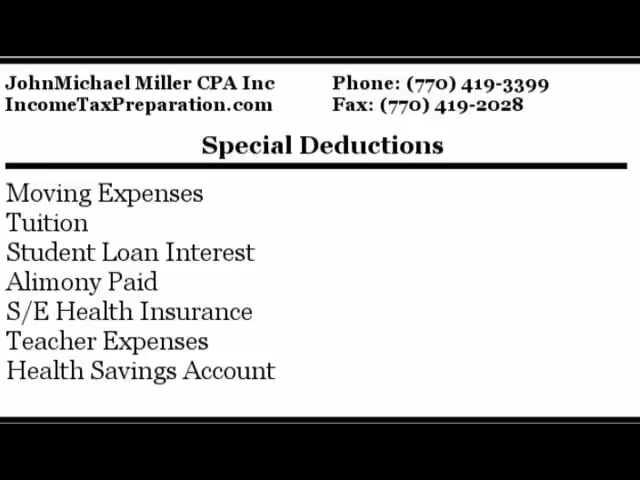 JohnMichael Miller CPA Inc Phone: (770) 419-3399
IncomeTaxPreparation.com Fax: (770) 419-2028
Special Deductions
Moving Expenses
Tuition
Student Loan Interest
Alimony Paid
S/E Health Insurance
Teacher Expenses
Health Savings Account